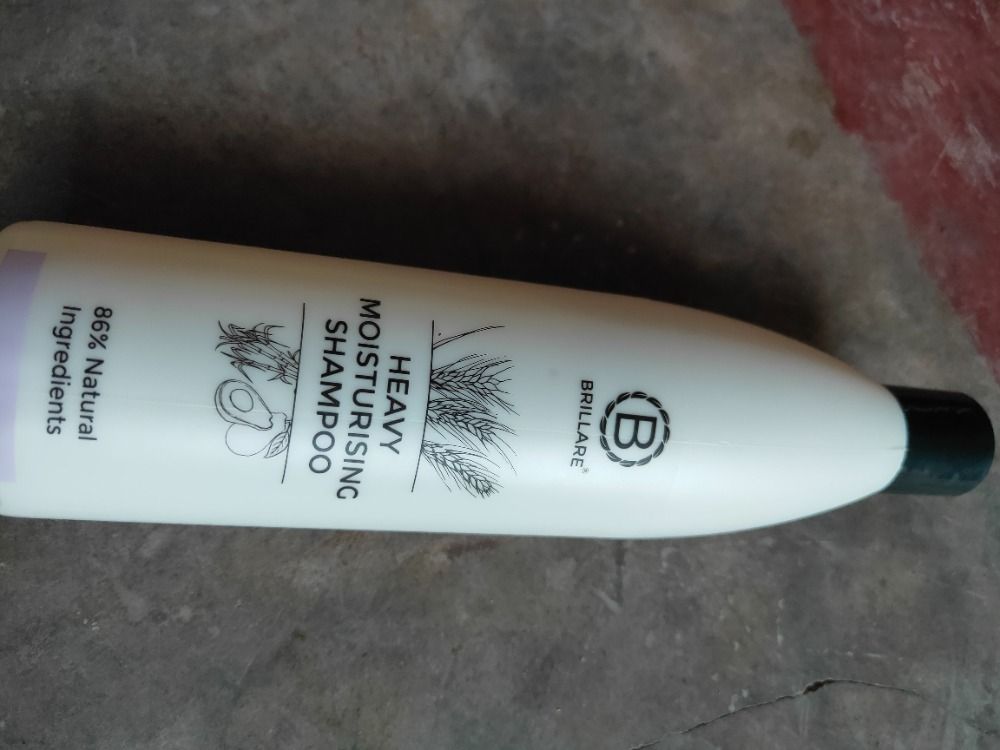 B
BRILLARE®
HEAVY
MOISTURISING
SHAMPOO
86% Natural
Ingredients